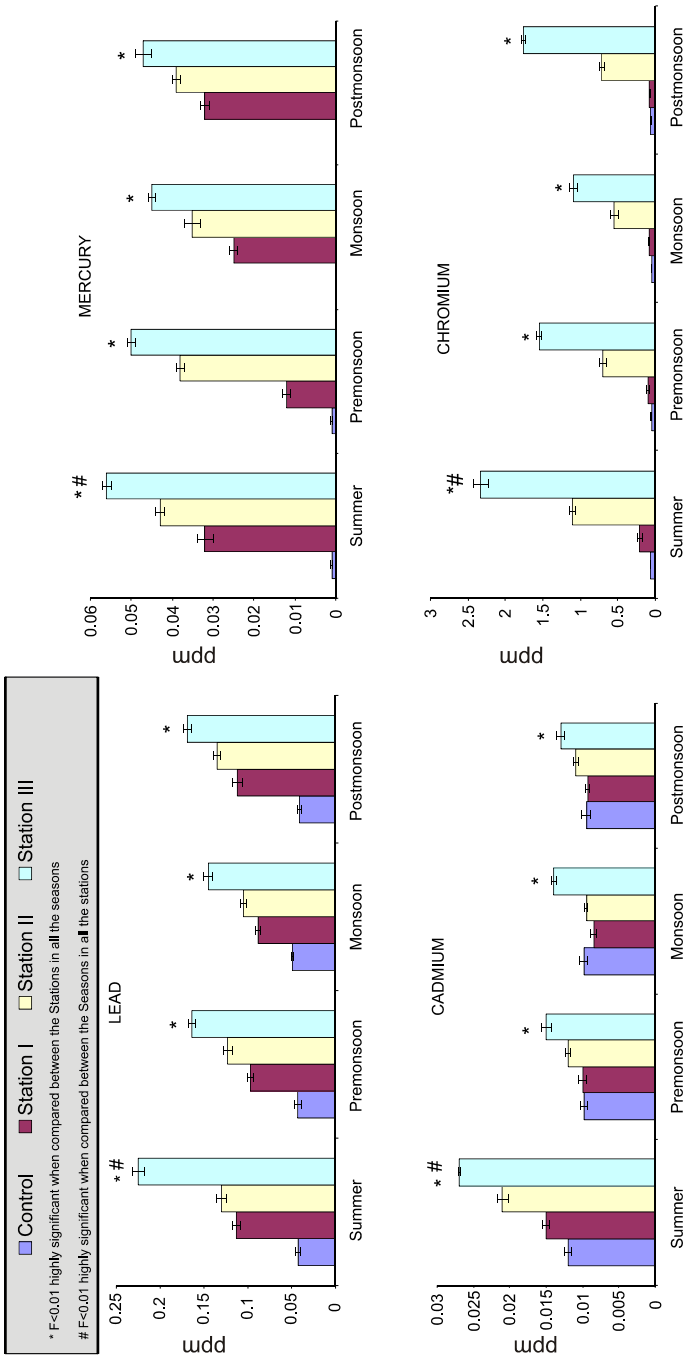 Control Station I Station II Station III
* F<0.01 highly significant when compared between the Stations in all the seasons
# F<0.01 highly significant when compared between the Seasons in all the stations
LEAD
ppm
0.25
0.2
0.15
0.1
0.05
0
* #
*
*
*
Summer Premonsoon Monsoon Postmonsoon
MERCURY
ppm
0.06
0.05
0.04
0.03
0.02
0.01
0
* #
*
*
*
Summer Premonsoon Monsoon Postmonsoon
CADMIUM
ppm
0.03
0.025
0.02
0.015
0.01
0.005
0
* #
*
*
*
Summer Premonsoon Monsoon Postmonsoon
CHROMIUM
ppm
3
2.5
2
1.5
1
0.5
0
*#
*
*
*
Summer Premonsoon Monsoon Postmonsoon